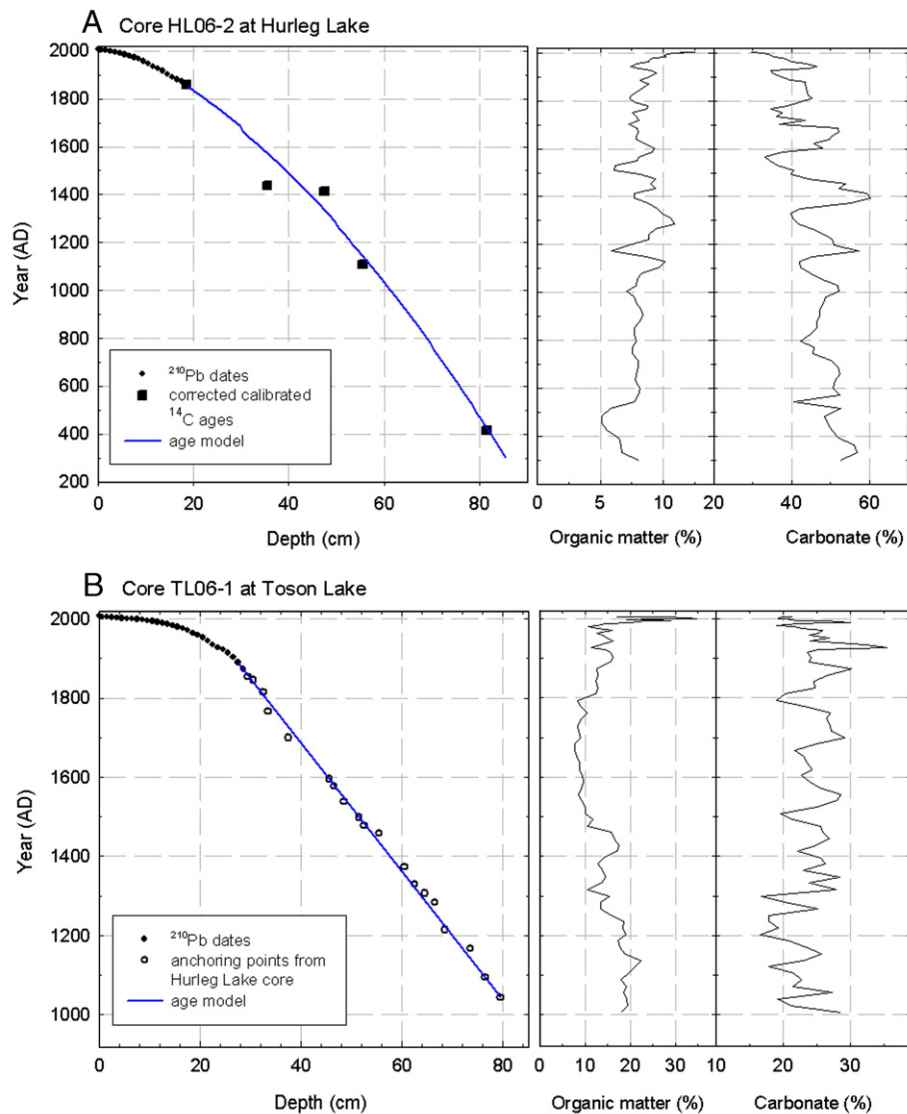 A Core HL06-2 at Hurleg Lake
2000
1800
1600
1400
1200
1000
800
600
400
200
Year (AD)
²¹⁰Pb dates
corrected calibrated
¹⁴C ages
age model
0 20 40 60 80
Depth (cm)
0 5 10
Organic matter (%)
20 40 60
Carbonate (%)
B Core TL06-1 at Toson Lake
2000
1800
1600
1400
1200
1000
Year (AD)
²¹⁰Pb dates
anchoring points from
Hurleg Lake core
age model
0 20 40 60 80
Depth (cm)
0 10 20 30
Organic matter (%)
10 20 30
Carbonate (%)